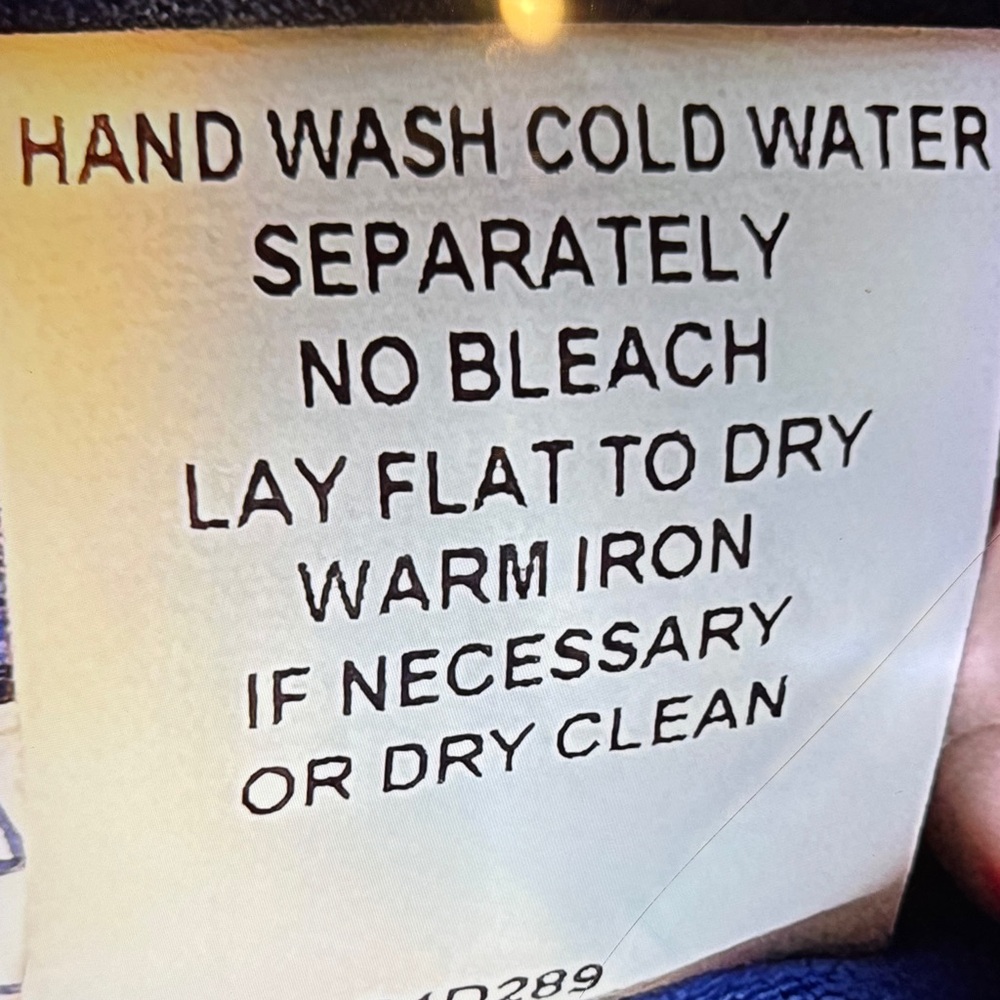 HAND WASH COLD WATER
SEPARATELY
NO BLEACH
LAY FLAT TO DRY
WARM IRON
IF NECESSARY
OR DRY CLEAN